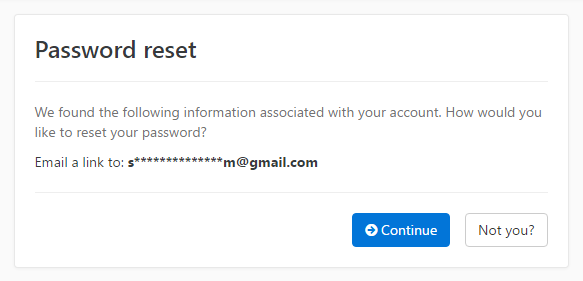 Password reset
We found the following information associated with your account. How would you
like to reset your password?
Email a link to: s**************m@gmail.com
Continue Not you?